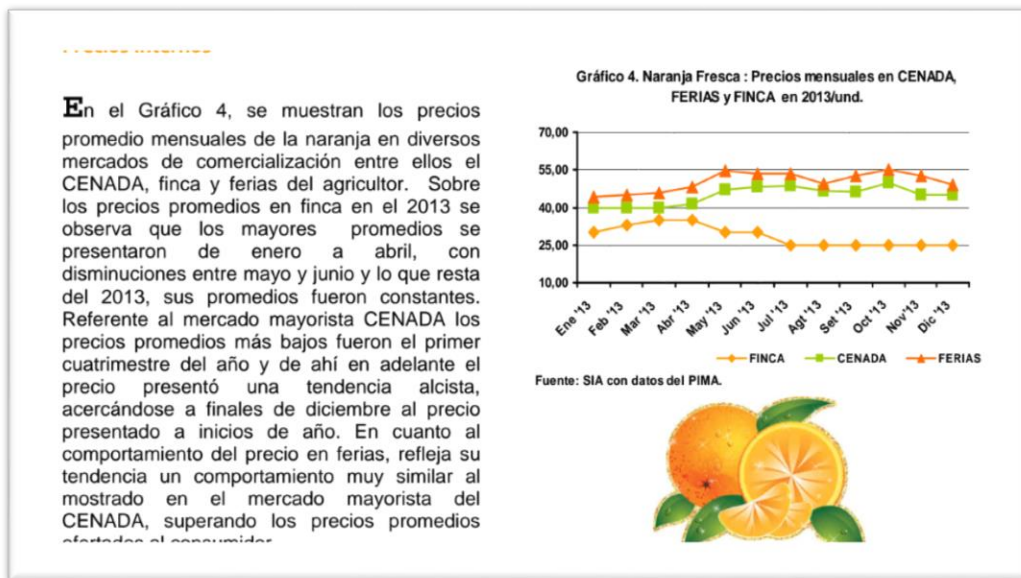 Precios Internos
En el Gráfico 4, se muestran los precios
promedio mensuales de la naranja en diversos
mercados de comercialización entre ellos el
CENADA, finca y ferias del agricultor. Sobre
los precios promedios en finca en el 2013 se
observa que los mayores promedios se
presentaron de enero a abril, con
disminuciones entre mayo y junio y lo que resta
del 2013, sus promedios fueron constantes.
Referente al mercado mayorista CENADA los
precios promedios más bajos fueron el primer
cuatrimestre del año y de ahí en adelante el
precio presentó una tendencia alcista,
acercándose a finales de diciembre al precio
presentado a inicios de año. En cuanto al
comportamiento del precio en ferias, refleja su
tendencia un comportamiento muy similar al
mostrado en el mercado mayorista del
CENADA, superando los precios promedios
ofertados al consumidor.
Gráfico 4. Naranja Fresca : Precios mensuales en CENADA,
FERIAS y FINCA en 2013/und.
70,00
55,00
40,00
25,00
10,00
Ene '13
Feb '13
Mar '13
Abr '13
May '13
Jun '13
Jul '13
Agt '13
Set '13
Oct '13
Nov'13
Dic '13
FINCA CENADA FERIAS
Fuente: SIA con datos del PIMA.